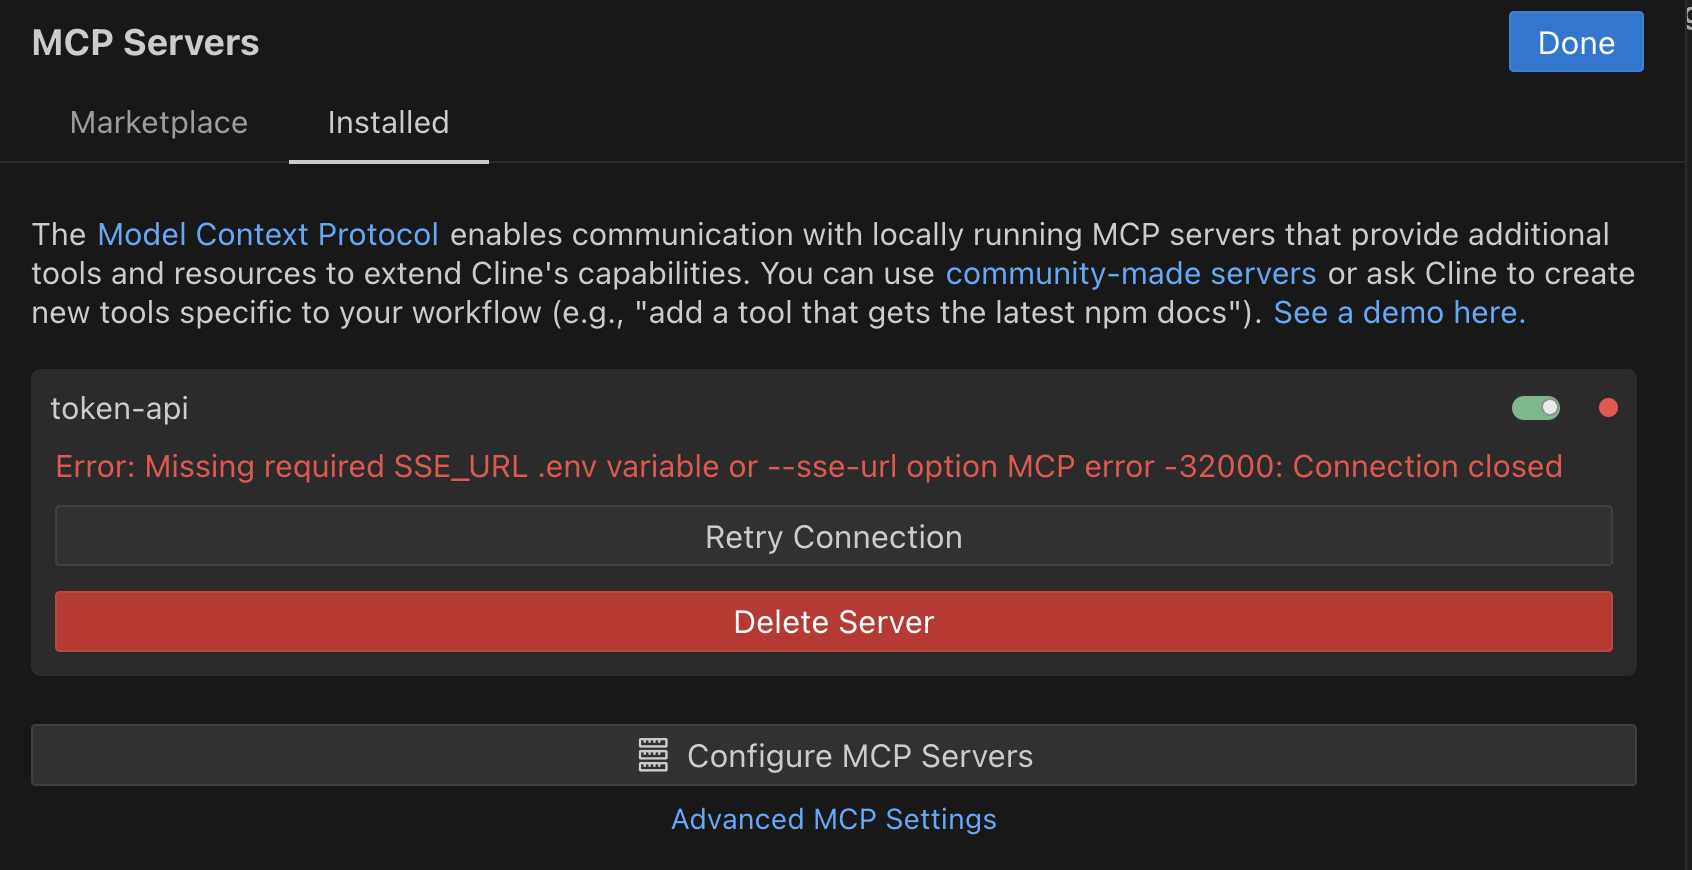 MCP Servers
Done
Marketplace
Installed
The Model Context Protocol enables communication with locally running MCP servers that provide additional
tools and resources to extend Cline's capabilities. You can use community-made servers or ask Cline to create
new tools specific to your workflow (e.g., "add a tool that gets the latest npm docs"). See a demo here.
token-api
Error: Missing required SSE_URL .env variable or --sse-url option MCP error -32000: Connection closed
Retry Connection
Delete Server
Configure MCP Servers
Advanced MCP Settings